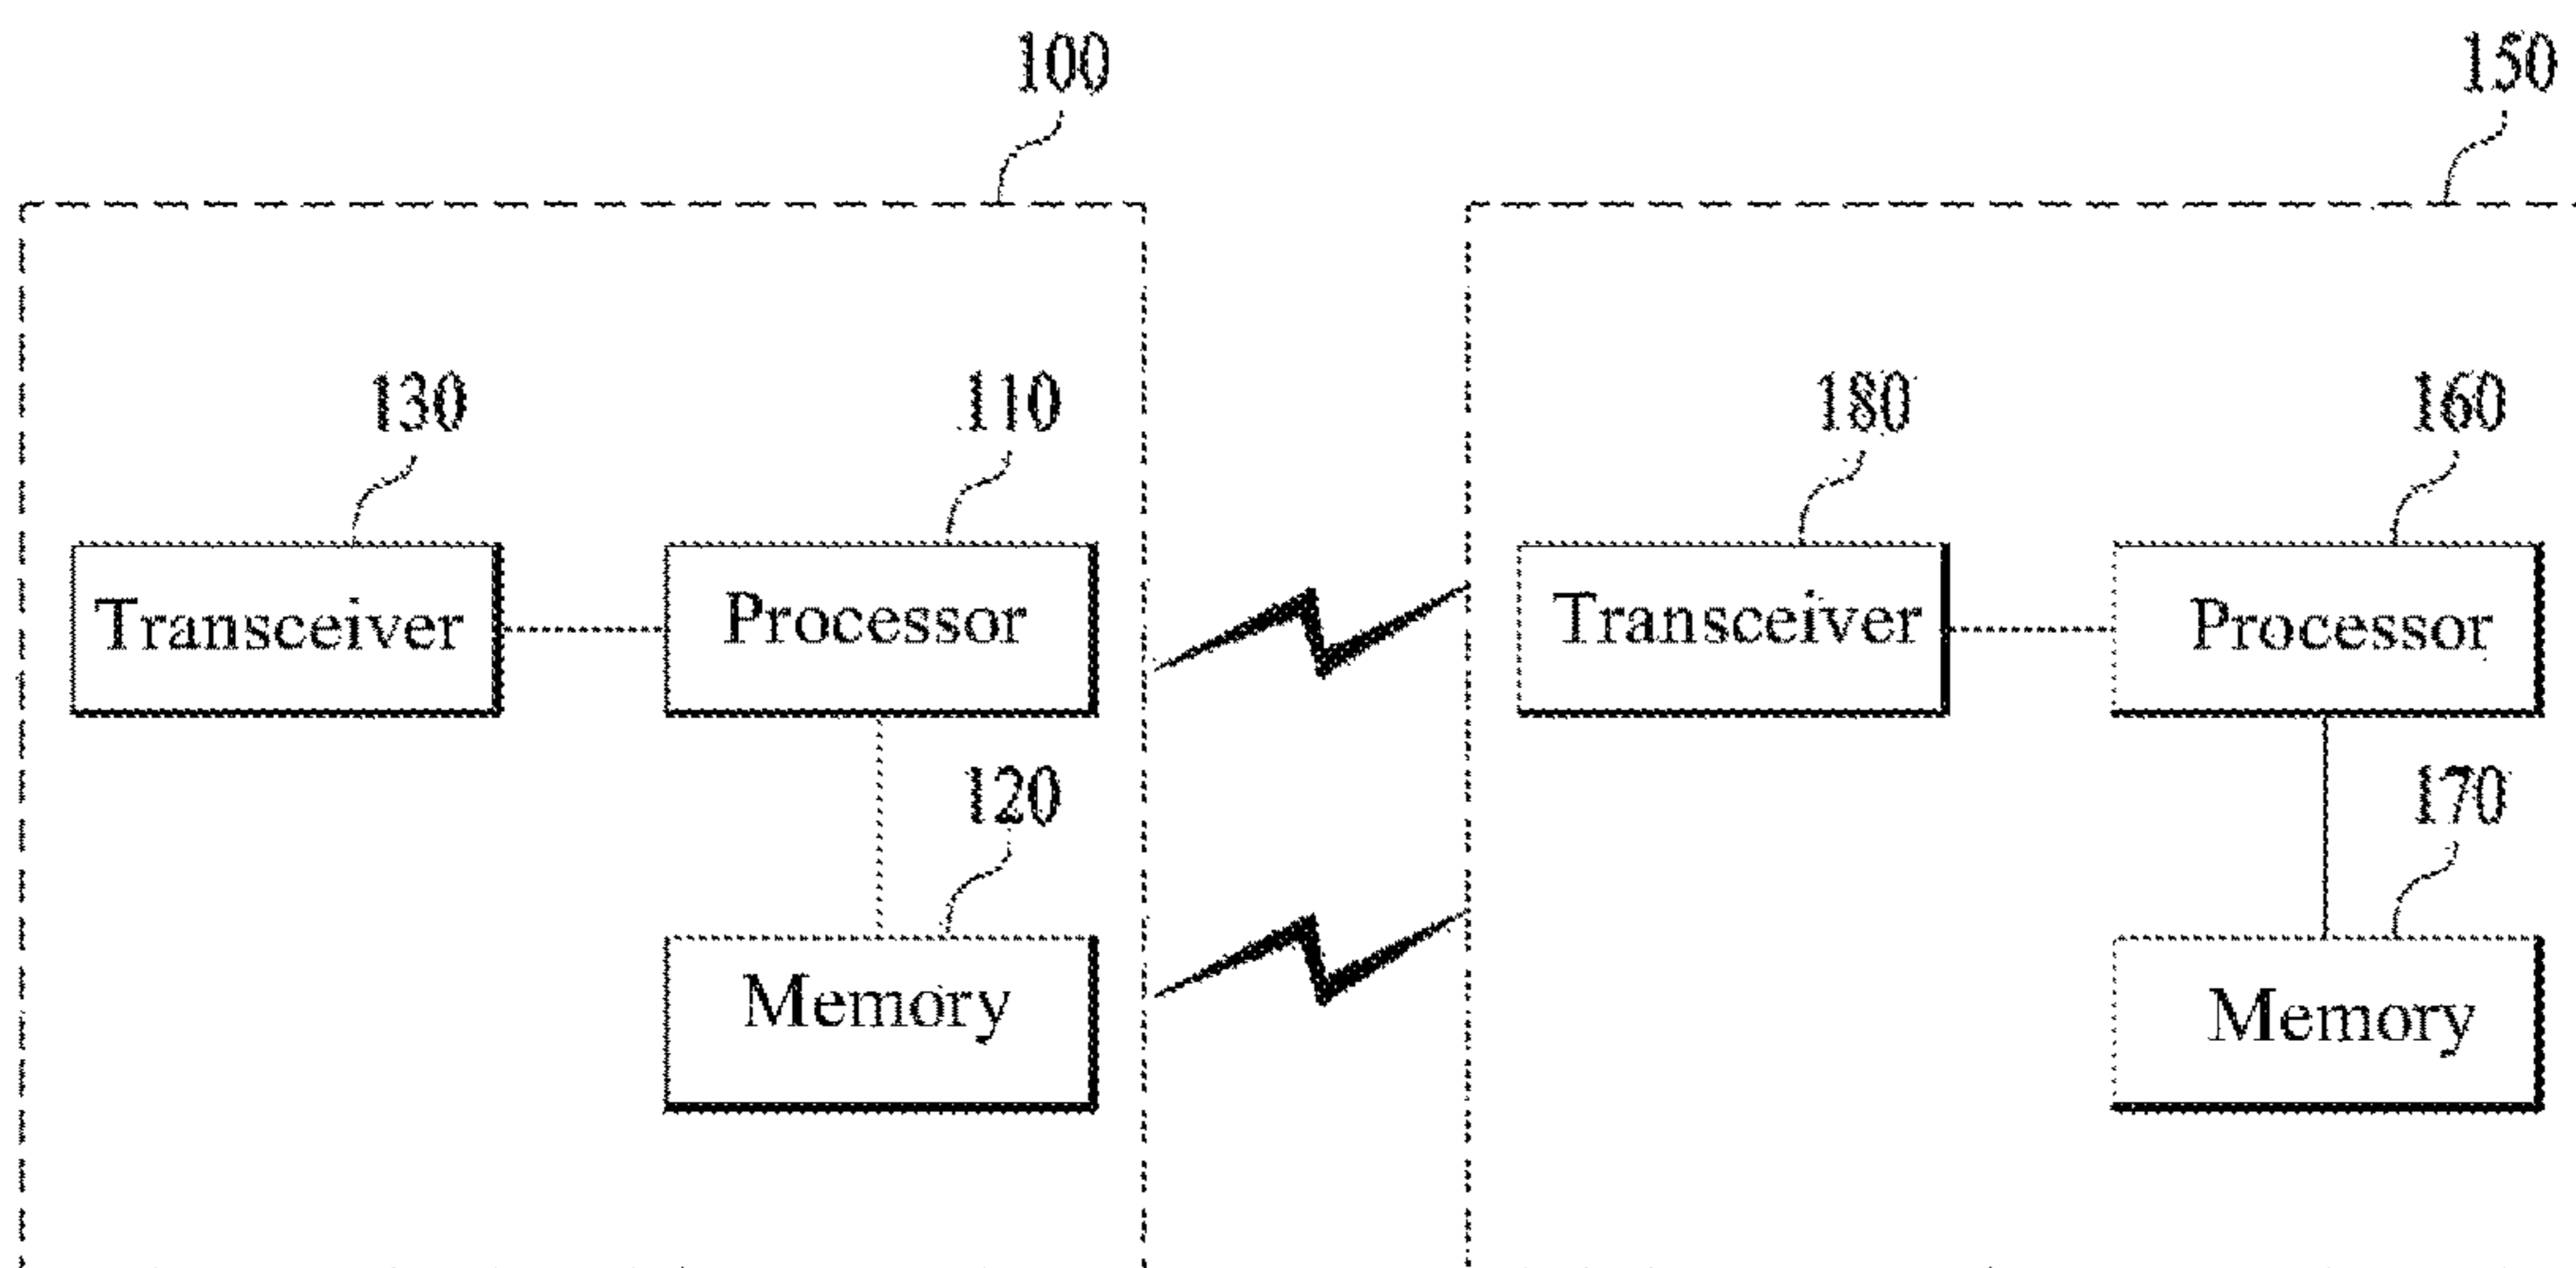 100 150
130 110 180 160
Transceiver Processor Transceiver Processor
120 170
Memory Memory